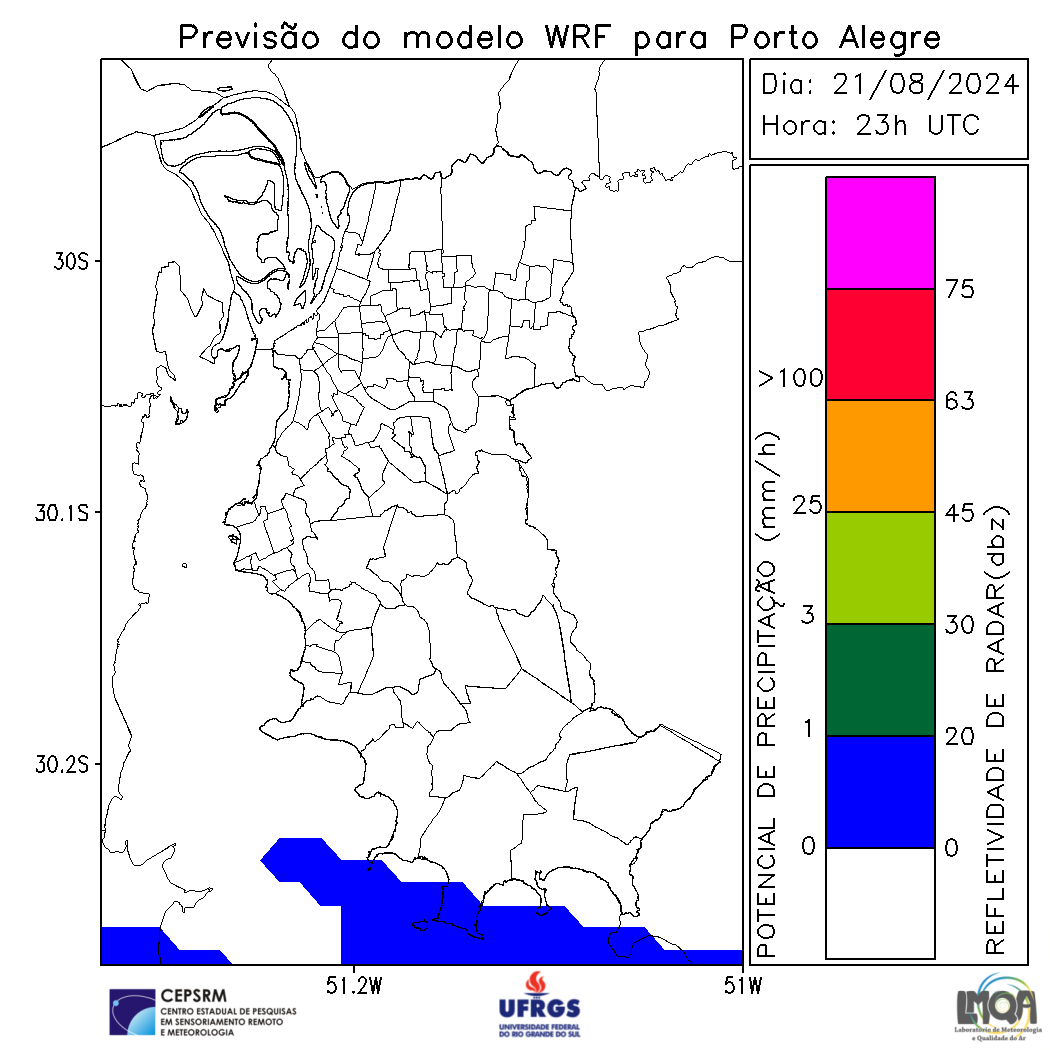 Previsão do modelo WRF para Porto Alegre
Dia: 21/08/2024
Hora: 23h UTC
30S
30.1S
30.2S
51.2W
51W
POTENCIAL DE PRECIPITAÇÃO (mm/h)
>100
25
3
1
0
75
63
45
30
20
0
REFLETIVIDADE DE RADAR(dbz)
CEPSRM
CENTRO ESTADUAL DE PESQUISAS
EM SENSORIAMENTO REMOTO
E METEOROLOGIA
UFRGS
UNIVERSIDADE FEDERAL
DO RIO GRANDE DO SUL
LMQA
Laboratório de Meteorologia
e Qualidade do Ar